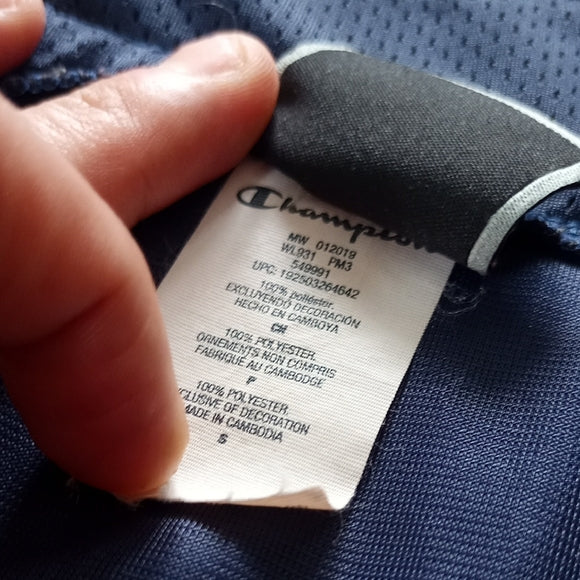 Champion
MW 012019
WL931 PM3
549991
UPC: 192503264642
100% poliéster.
EXCLUYENDO DECORACIÓN
HECHO EN CAMBOYA
CH
100% POLYESTER.
ORNEMENTS NON COMPRIS
FABRIQUÉ AU CAMBODGE
P
100% POLYESTER.
CLUSIVE OF DECORATION
MADE IN CAMBODIA
S